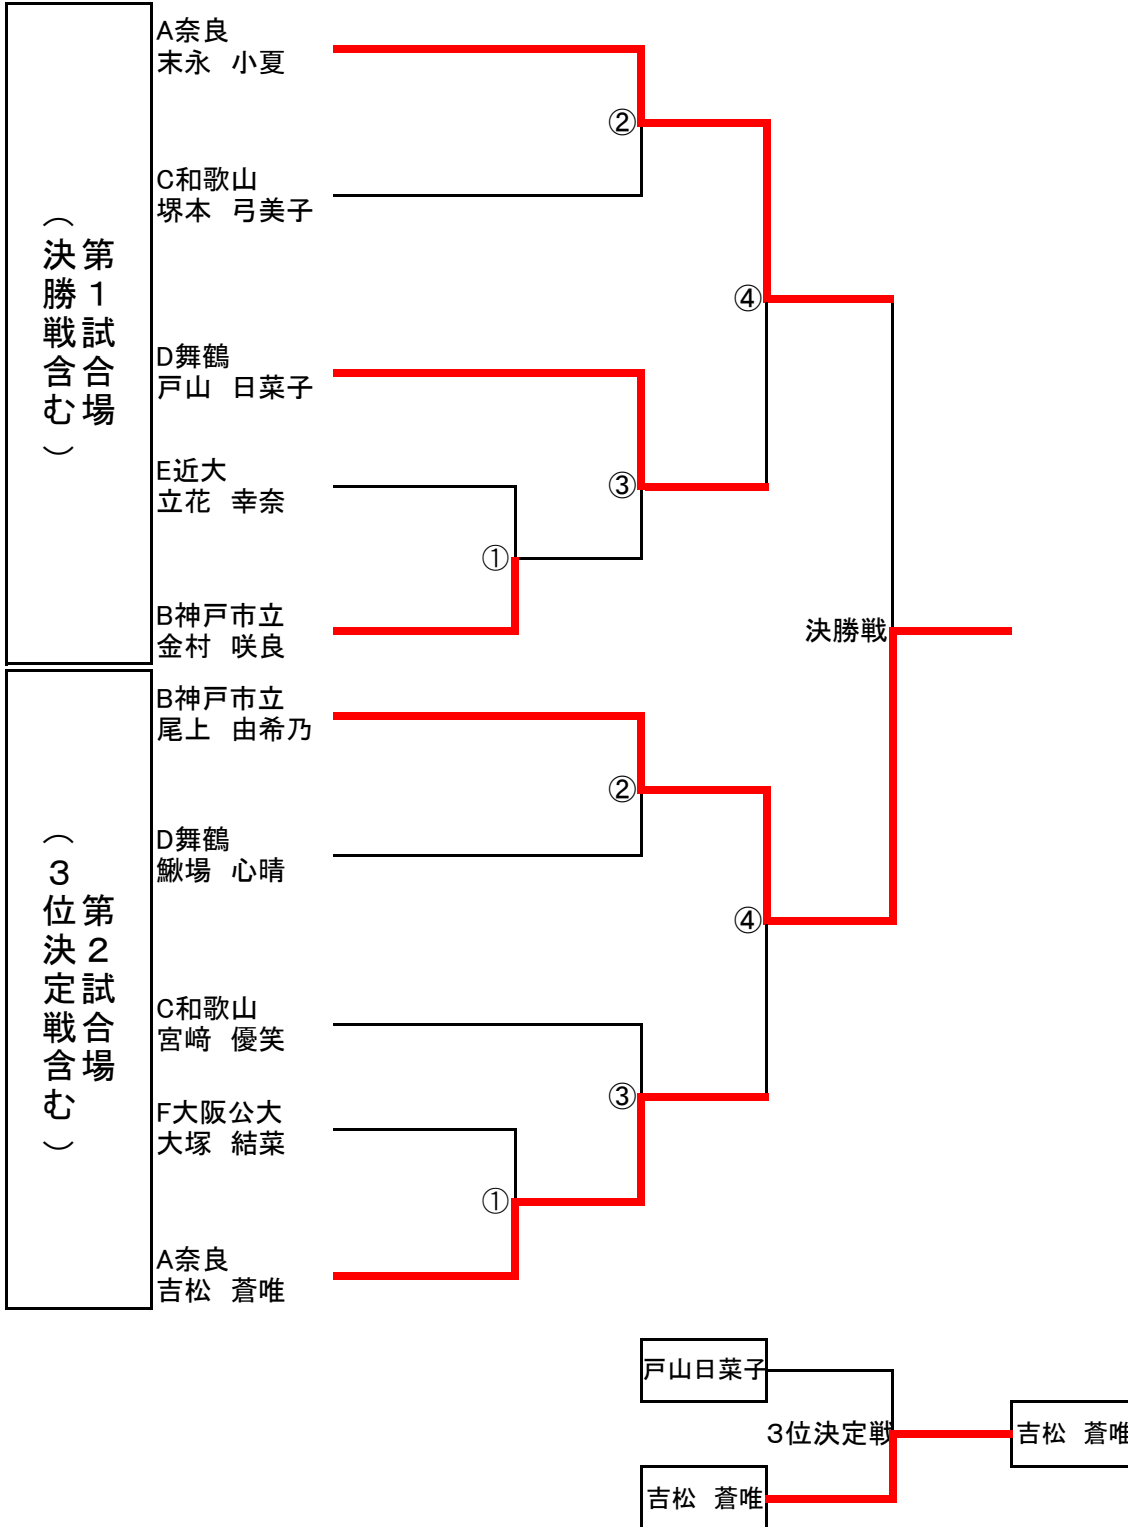 第１試合場
（決勝戦含む）
A奈良
末永　小夏
②
C和歌山
堺本　弓美子
④
D舞鶴
戸山　日菜子
E近大
立花　幸奈
③
①
B神戸市立
金村　咲良
決勝戦
第２試合場
（３位決定戦含む）
B神戸市立
尾上　由希乃
②
D舞鶴
鰍場　心晴
④
C和歌山
宮﨑　優笑
③
F大阪公大
大塚　結菜
①
A奈良
吉松　蒼唯
戸山日菜子
３位決定戦
吉松　蒼唯
吉松　蒼唯